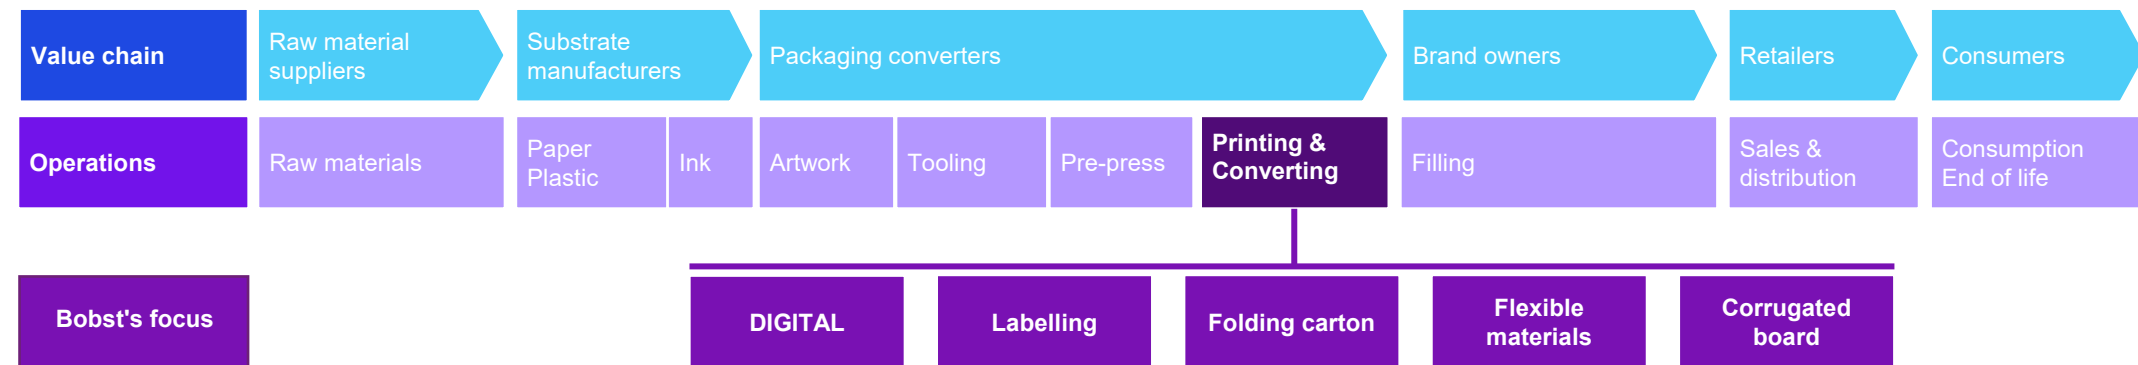 Value chain
Raw material
suppliers
Substrate
manufacturers
Packaging converters
Brand owners
Retailers
Consumers
Operations
Raw materials
Paper
Plastic
Ink
Artwork
Tooling
Pre-press
Printing &
Converting
Filling
Sales &
distribution
Consumption
End of life
Bobst's focus
DIGITAL
Labelling
Folding carton
Flexible
materials
Corrugated
board